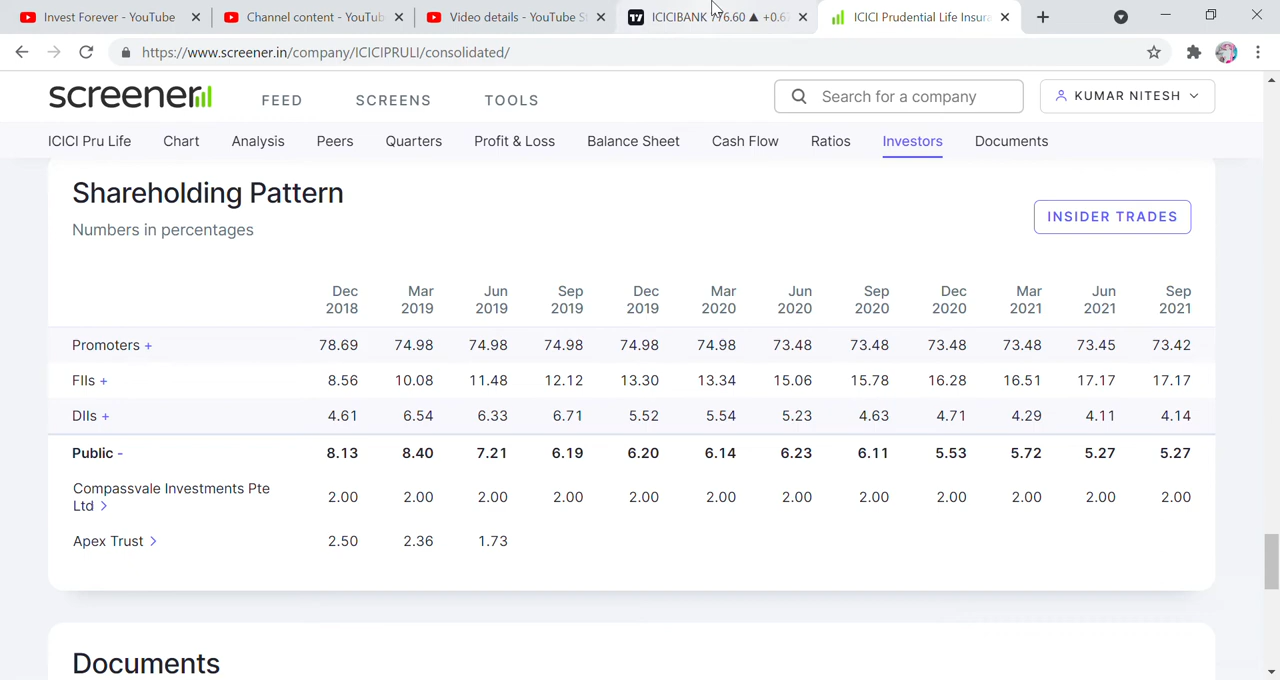 Invest Forever - YouTube
Channel content - YouTub
Video details - YouTube S
ICICIBANK 776.60 ▲ +0.6
ICICI Prudential Life Insura
https://www.screener.in/company/ICICIPRULI/consolidated/
screener
FEED
SCREENS
TOOLS
Search for a company
KUMAR NITESH
ICICI Pru Life
Chart
Analysis
Peers
Quarters
Profit & Loss
Balance Sheet
Cash Flow
Ratios
Investors
Documents
Shareholding Pattern
INSIDER TRADES
Numbers in percentages
Dec 2018 Mar 2019 Jun 2019 Sep 2019 Dec 2019 Mar 2020 Jun 2020 Sep 2020 Dec 2020 Mar 2021 Jun 2021 Sep 2021
Promoters + 78.69 74.98 74.98 74.98 74.98 74.98 73.48 73.48 73.48 73.48 73.45 73.42
FIIs + 8.56 10.08 11.48 12.12 13.30 13.34 15.06 15.78 16.28 16.51 17.17 17.17
DIIs + 4.61 6.54 6.33 6.71 5.52 5.54 5.23 4.63 4.71 4.29 4.11 4.14
Public - 8.13 8.40 7.21 6.19 6.20 6.14 6.23 6.11 5.53 5.72 5.27 5.27
Compassvale Investments Pte
Ltd > 2.00 2.00 2.00 2.00 2.00 2.00 2.00 2.00 2.00 2.00 2.00 2.00
Apex Trust > 2.50 2.36 1.73
Documents